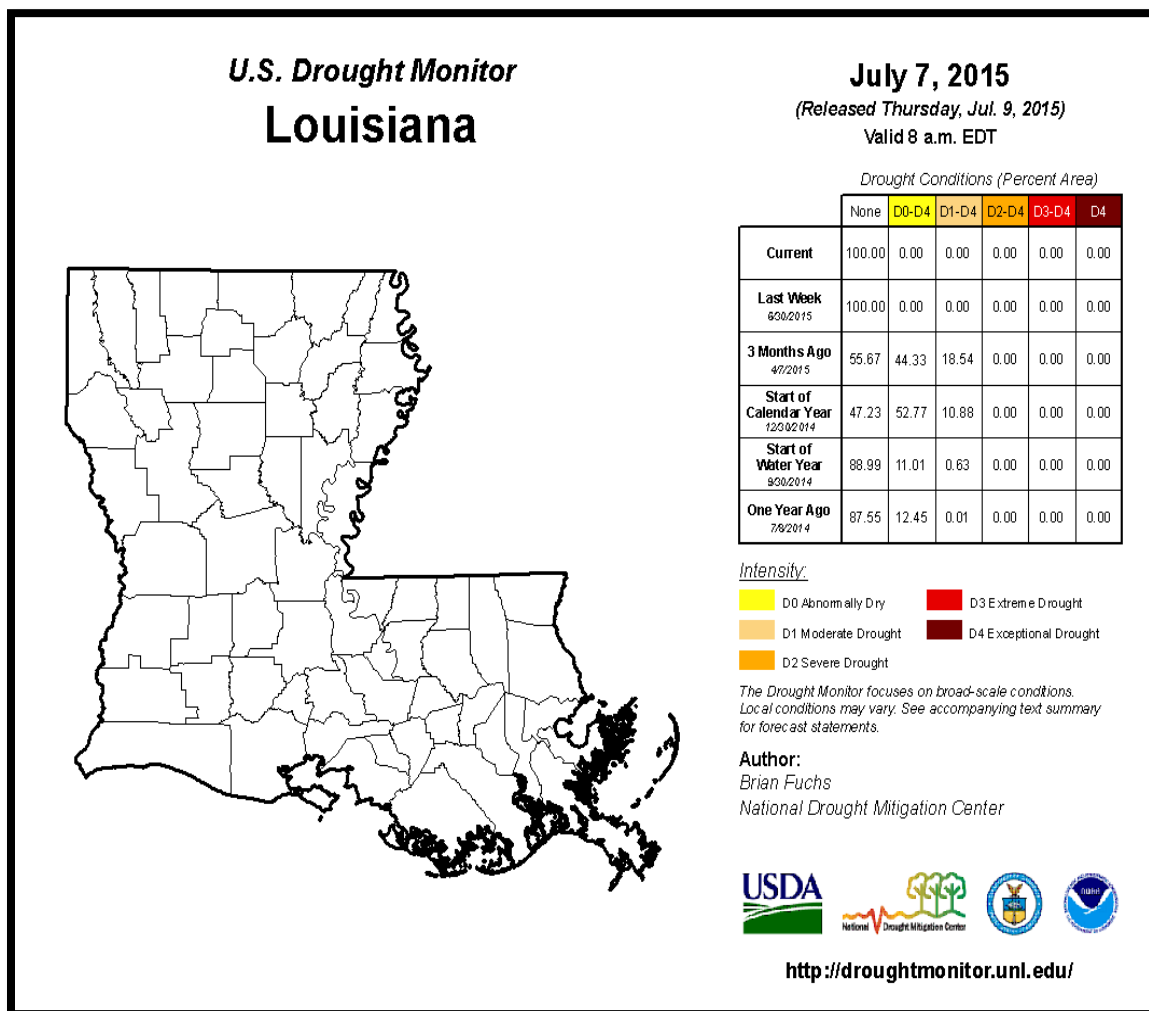 U.S. Drought Monitor
Louisiana
July 7, 2015
(Released Thursday, Jul. 9, 2015)
Valid 8 a.m. EDT
Drought Conditions (Percent Area)
None D0-D4 D1-D4 D2-D4 D3-D4 D4
Current 100.00 0.00 0.00 0.00 0.00 0.00
Last Week 100.00 0.00 0.00 0.00 0.00 0.00
6/30/2015
3 Months Ago 55.67 44.33 18.54 0.00 0.00 0.00
4/7/2015
Start of
Calendar Year 47.23 52.77 10.88 0.00 0.00 0.00
12/30/2014
Start of
Water Year 88.99 11.01 0.63 0.00 0.00 0.00
9/30/2014
One Year Ago 87.55 12.45 0.01 0.00 0.00 0.00
7/8/2014
Intensity:
D0 Abnormally Dry D3 Extreme Drought
D1 Moderate Drought D4 Exceptional Drought
D2 Severe Drought
The Drought Monitor focuses on broad-scale conditions.
Local conditions may vary. See accompanying text summary
for forecast statements.
Author:
Brian Fuchs
National Drought Mitigation Center
USDA
National Drought Mitigation Center
NOAA
http://droughtmonitor.unl.edu/